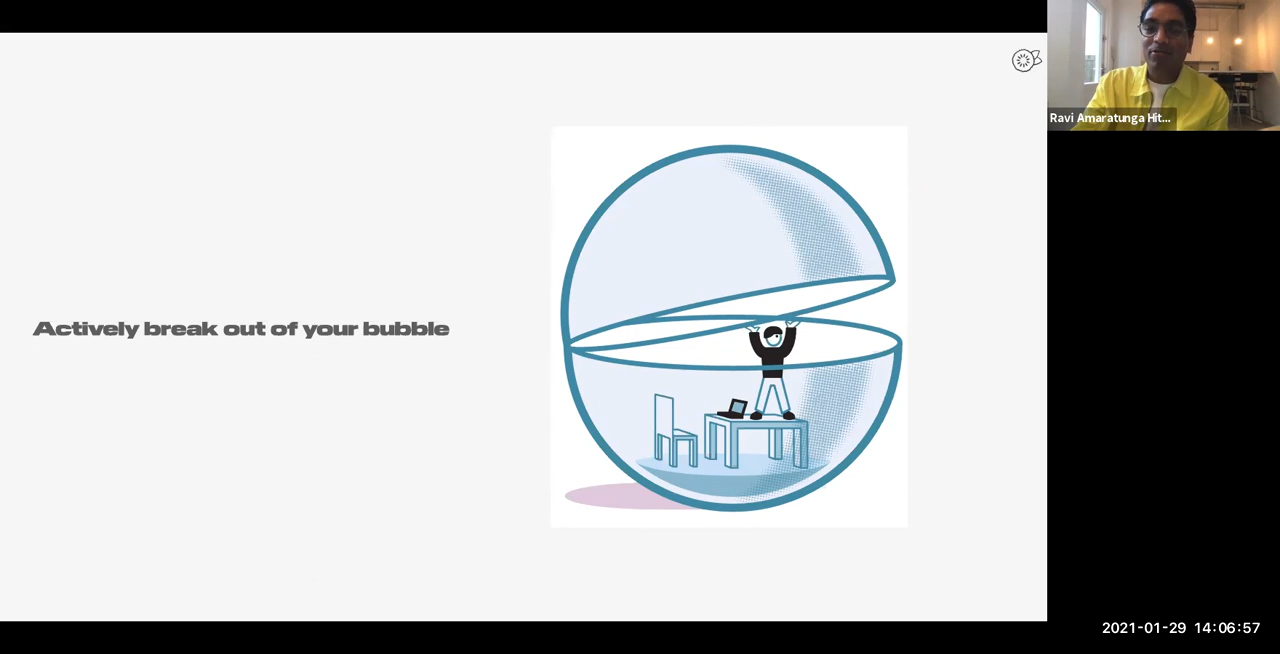 Ravi Amaratunga Hit...
Actively break out of your bubble
2021-01-29 14:06:57